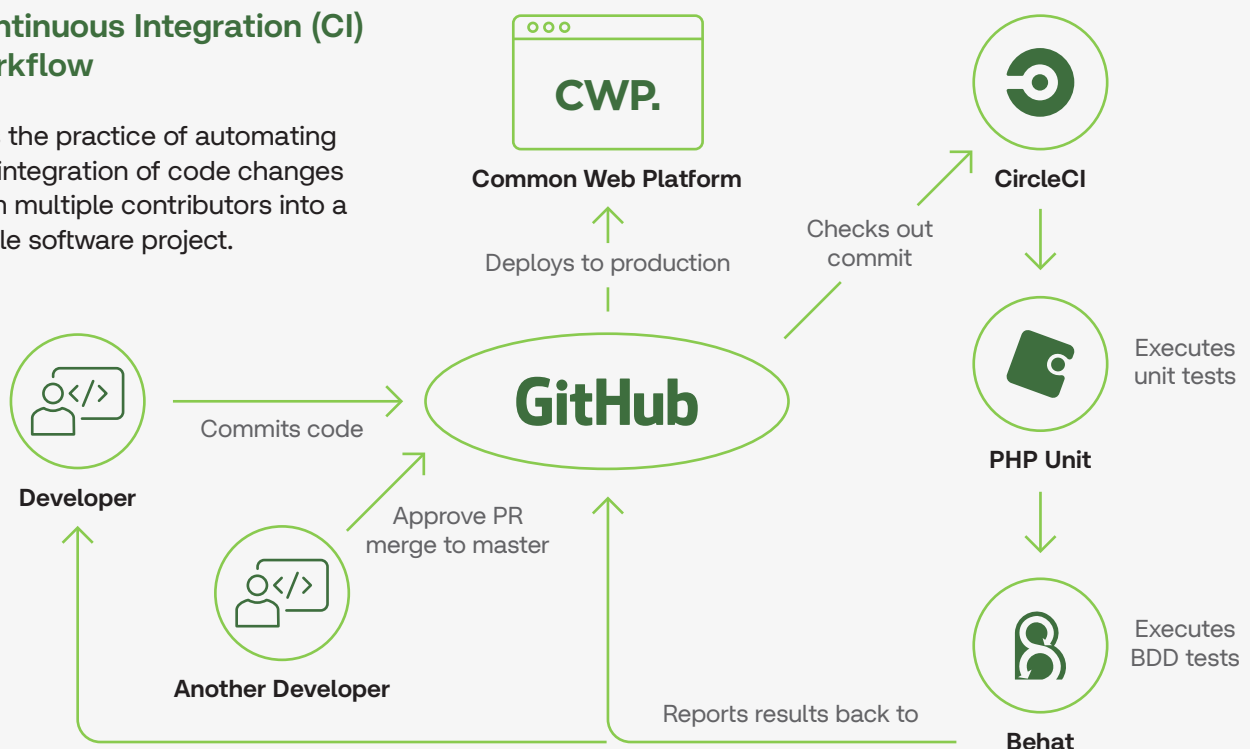 ntinuous Integration (CI)
rkflow
s the practice of automating
integration of code changes
m multiple contributors into a
le software project.
CWP.
Common Web Platform
CircleCI
Checks out
commit
Deploys to production
GitHub
Executes
unit tests
PHP Unit
Commits code
Developer
Approve PR
merge to master
Another Developer
Executes
BDD tests
Reports results back to
Behat